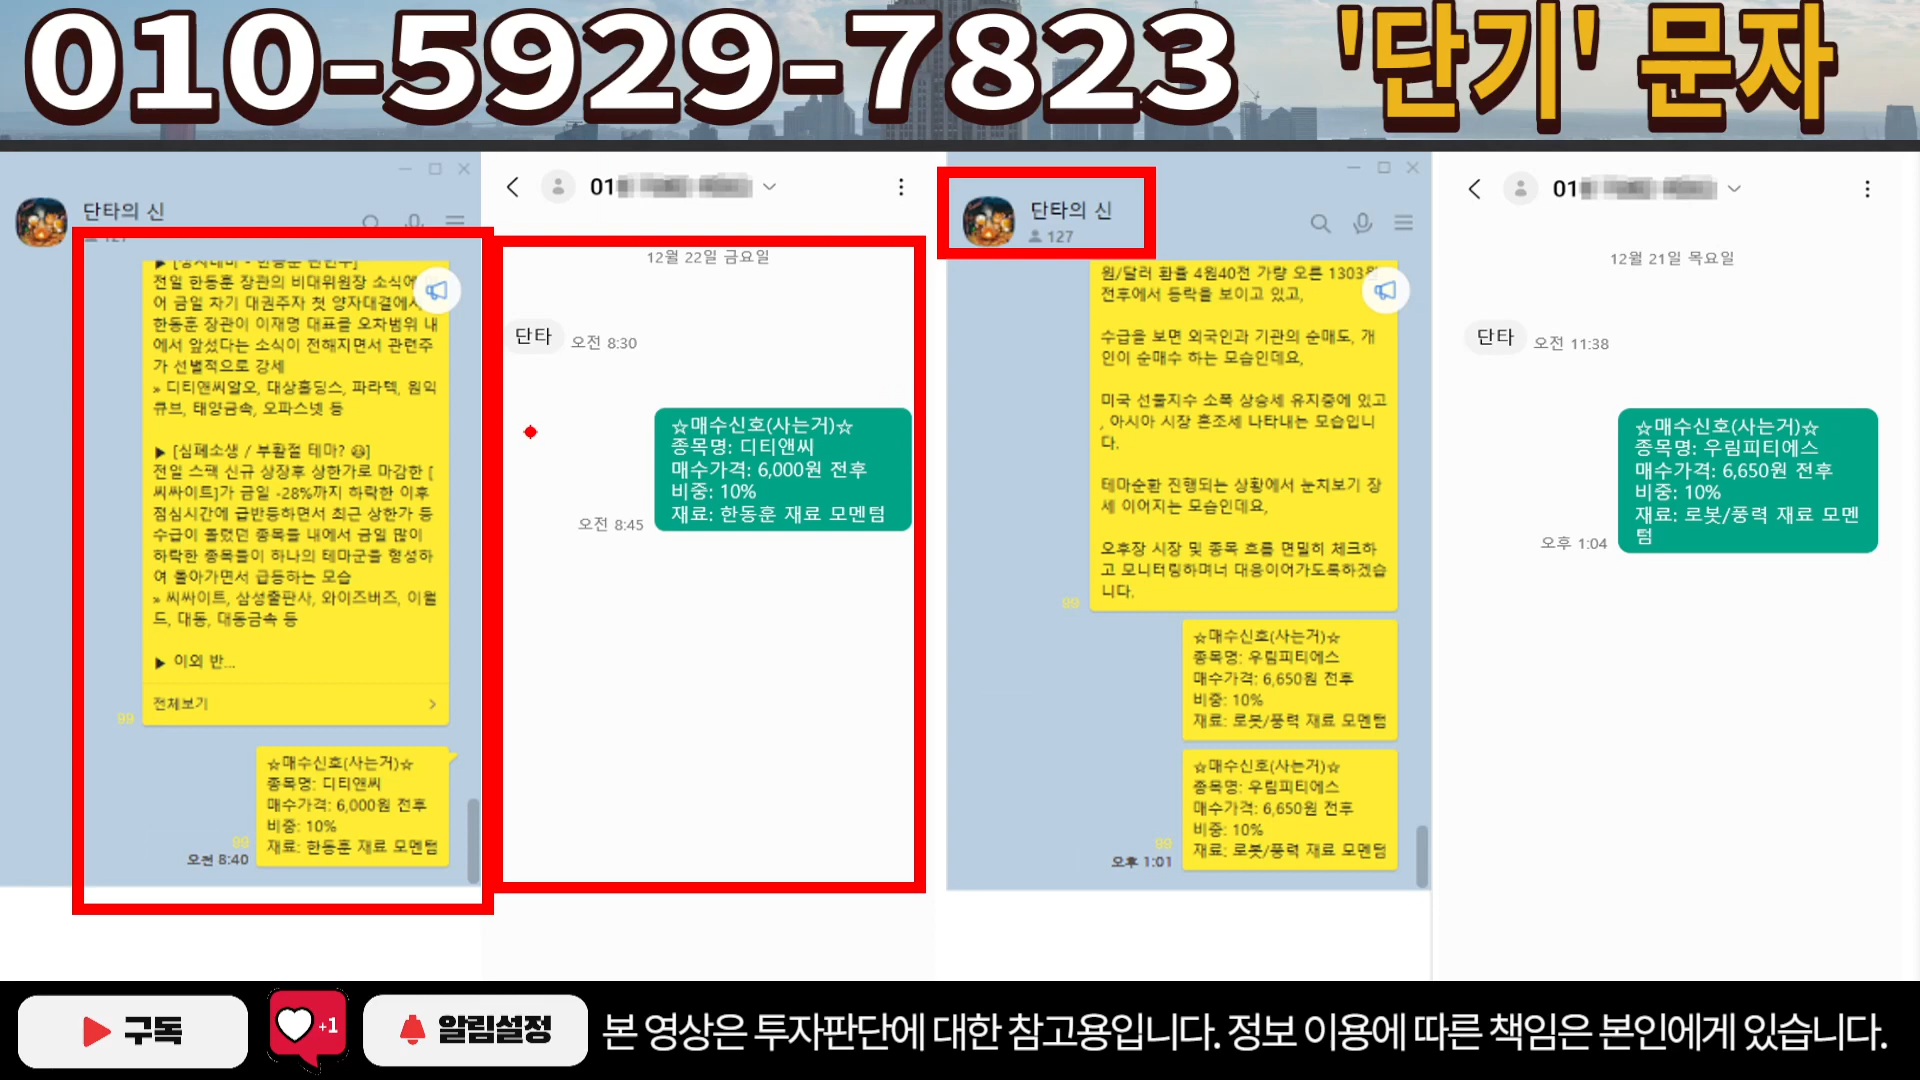 010-5929-7823 '단기' 문자
단타의 신
127
전일 한동훈 장관의 비대위원장 소식에
어 금일 차기 대권주자 첫 양자대결에서
한동훈 장관이 이재명 대표를 오차범위 내
에서 앞섰다는 소식이 전해지면서 관련주
가 선별적으로 강세
» 디티앤씨알오, 대상홀딩스, 파라텍, 원익
큐브, 태양금속, 오파스넷 등
▶ [심폐소생 / 부활절 테마? ]
전일 스팩 신규 상장후 상한가로 마감한 [
씨싸이트]가 금일 -28%까지 하락한 이후
점심시간에 급반등하면서 최근 상한가 등
수급이 몰렸던 종목들 내에서 금일 많이
하락한 종목들이 하나의 테마군을 형성하
여 돌아가면서 급등하는 모습
» 씨싸이트, 삼성출판사, 와이즈버즈, 이월
드, 대동, 대동금속 등
▶ 이외 반...
전체보기
99
☆매수신호(사는거)☆
종목명: 디티앤씨
매수가격: 6,000원 전후
비중: 10%
재료: 한동훈 재료 모멘텀
99
오전 8:40
01
12월 22일 금요일
단타
오전 8:30
☆매수신호(사는거)☆
종목명: 디티앤씨
매수가격: 6,000원 전후
비중: 10%
재료: 한동훈 재료 모멘텀
오전 8:45
단타의 신
127
원/달러 환율 4원40전 가량 오른 1303원
전후에서 등락을 보이고 있고,
수급을 보면 외국인과 기관의 순매도, 개
인이 순매수 하는 모습인데요,
미국 선물지수 소폭 상승세 유지중에 있고
, 아시아 시장 혼조세 나타내는 모습입니
다.
테마순환 진행되는 상황에서 눈치보기 장
세 이어지는 모습인데요,
오후장 시장 및 종목 흐름 면밀히 체크하
고 모니터링하며너 대응이어가도록하겠습
니다.
99
☆매수신호(사는거)☆
종목명: 우림피티에스
매수가격: 6,650원 전후
비중: 10%
재료: 로봇/풍력 재료 모멘텀
☆매수신호(사는거)☆
종목명: 우림피티에스
매수가격: 6,650원 전후
비중: 10%
재료: 로봇/풍력 재료 모멘텀
99
오후 1:01
01
12월 21일 목요일
단타
오전 11:38
☆매수신호(사는거)☆
종목명: 우림피티에스
매수가격: 6,650원 전후
비중: 10%
재료: 로봇/풍력 재료 모멘
텀
오후 1:04
구독
+1
알림설정
본 영상은 투자판단에 대한 참고용입니다. 정보 이용에 따른 책임은 본인에게 있습니다.